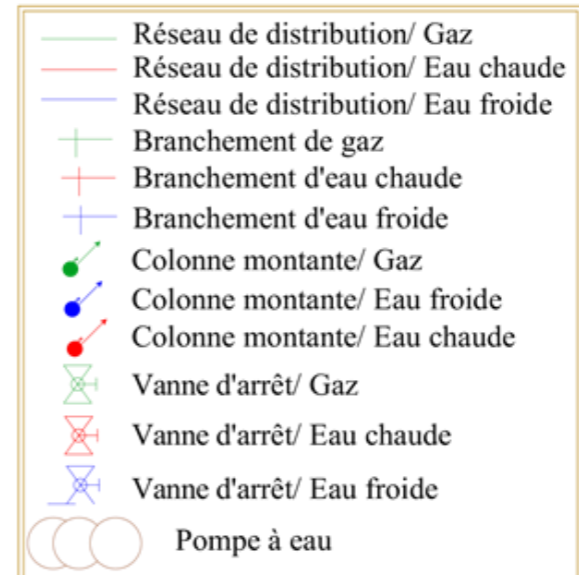 Réseau de distribution/ Gaz
Réseau de distribution/ Eau chaude
Réseau de distribution/ Eau froide
Branchement de gaz
Branchement d'eau chaude
Branchement d'eau froide
Colonne montante/ Gaz
Colonne montante/ Eau froide
Colonne montante/ Eau chaude
Vanne d'arrêt/ Gaz
Vanne d'arrêt/ Eau chaude
Vanne d'arrêt/ Eau froide
Pompe à eau